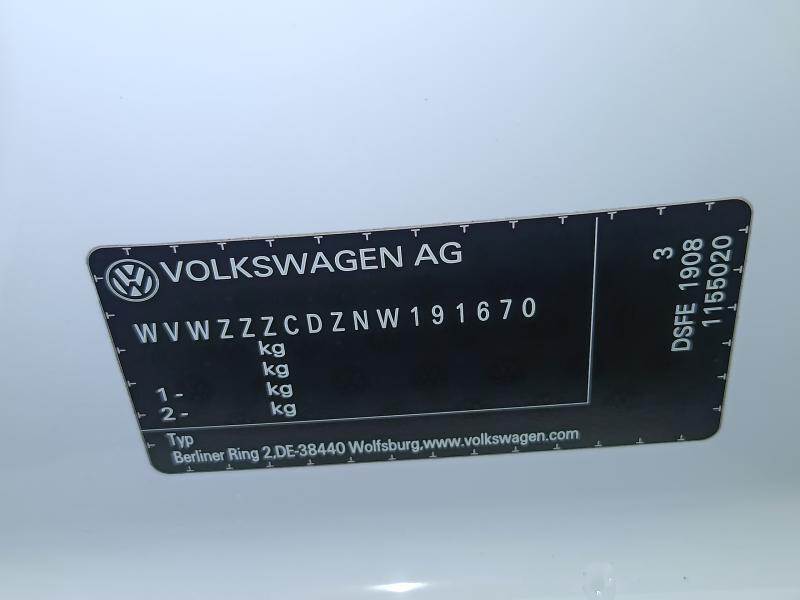 VOLKSWAGEN AG
WVWZZZCDZNW191670
kg
kg
1- kg
2- kg
Typ
Berliner Ring 2,DE-38440 Wolfsburg,www.volkswagen.com
3
DSFE 1908
1155020